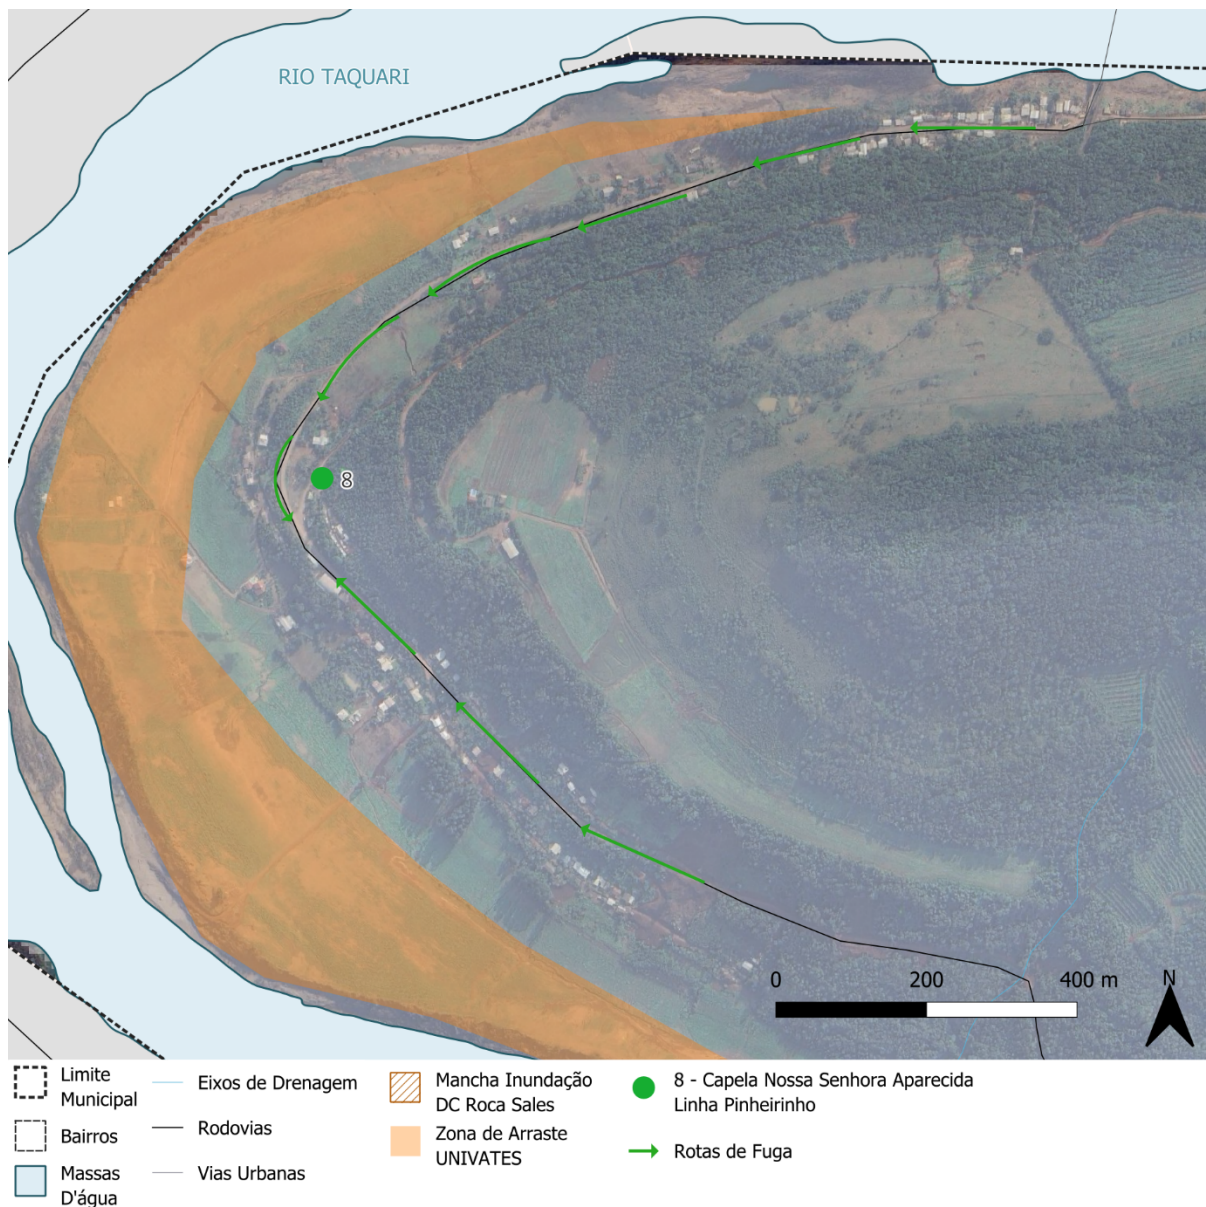 RIO TAQUARI
8
0 200 400 m
N
Limite
Municipal
Bairros
Massas
D'água
Eixos de Drenagem
Rodovias
Vias Urbanas
Mancha Inundação
DC Roca Sales
Zona de Arraste
UNIVATES
8 - Capela Nossa Senhora Aparecida
Linha Pinheirinho
Rotas de Fuga